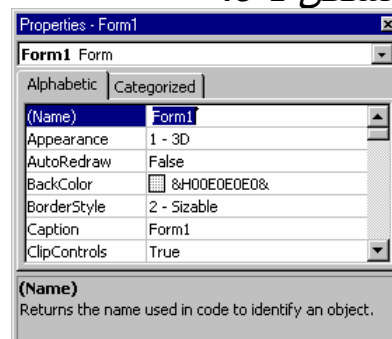 Properties - Form1
Form1 Form
Alphabetic Categorized
(Name) Form1
Appearance 1 - 3D
AutoRedraw False
BackColor &H00E0E0E0&
BorderStyle 2 - Sizable
Caption Form1
ClipControls True
(Name)
Returns the name used in code to identify an object.